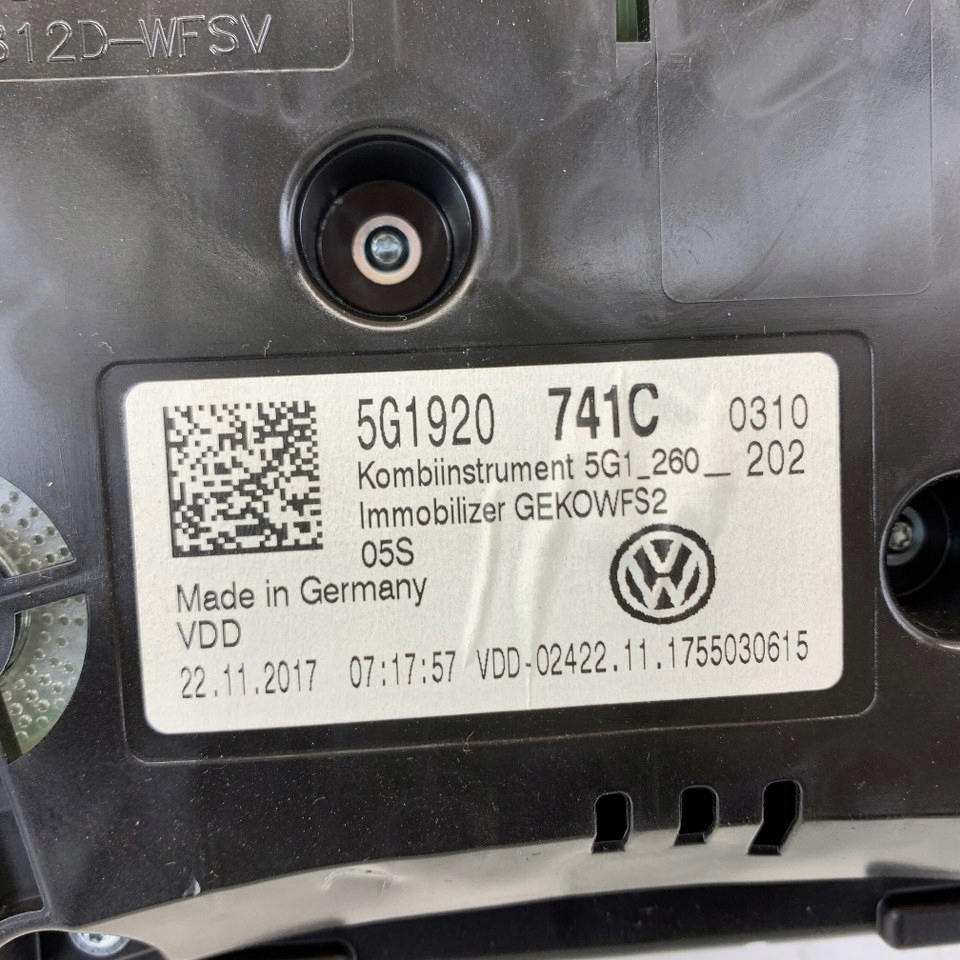 312D-WFSV
5G1920 741C 0310
Kombiinstrument 5G1_260_ 202
Immobilizer GEKOWFS2
05S
Made in Germany
VDD
22.11.2017 07:17:57 VDD-02422.11.1755030615